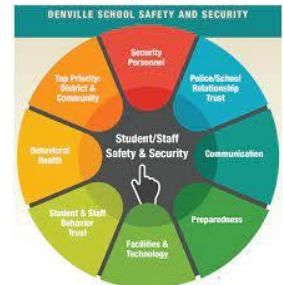 DENVILLE SCHOOL SAFETY AND SECURITY
Security
Personnel
Police/School
Relationship
Trust
Communication
Preparedness
Facilities &
Technology
Student & Staff
Behavior
Trust
Behavioral
Health
Top Priority:
District &
Community
Student/Staff
Safety & Security